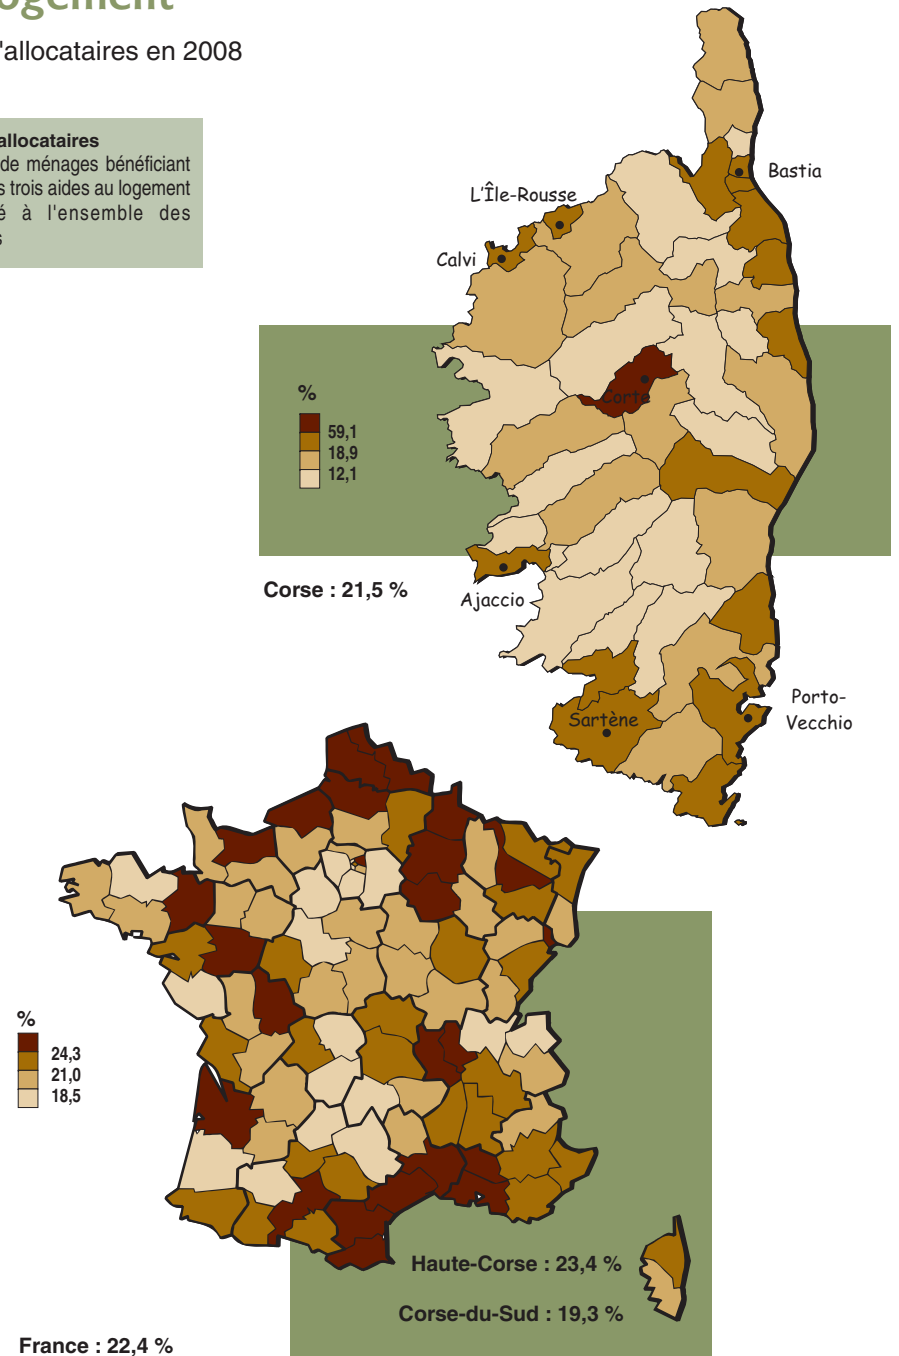 ogement
'allocataires en 2008
allocataires
de ménages bénéficiant
s trois aides au logement
é à l'ensemble des
s
Bastia
L'Île-Rousse
Calvi
%
Corte
59,1
18,9
12,1
Corse : 21,5 %
Ajaccio
Porto-
Vecchio
Sartène
%
24,3
21,0
18,5
Haute-Corse : 23,4 %
Corse-du-Sud : 19,3 %
France : 22,4 %